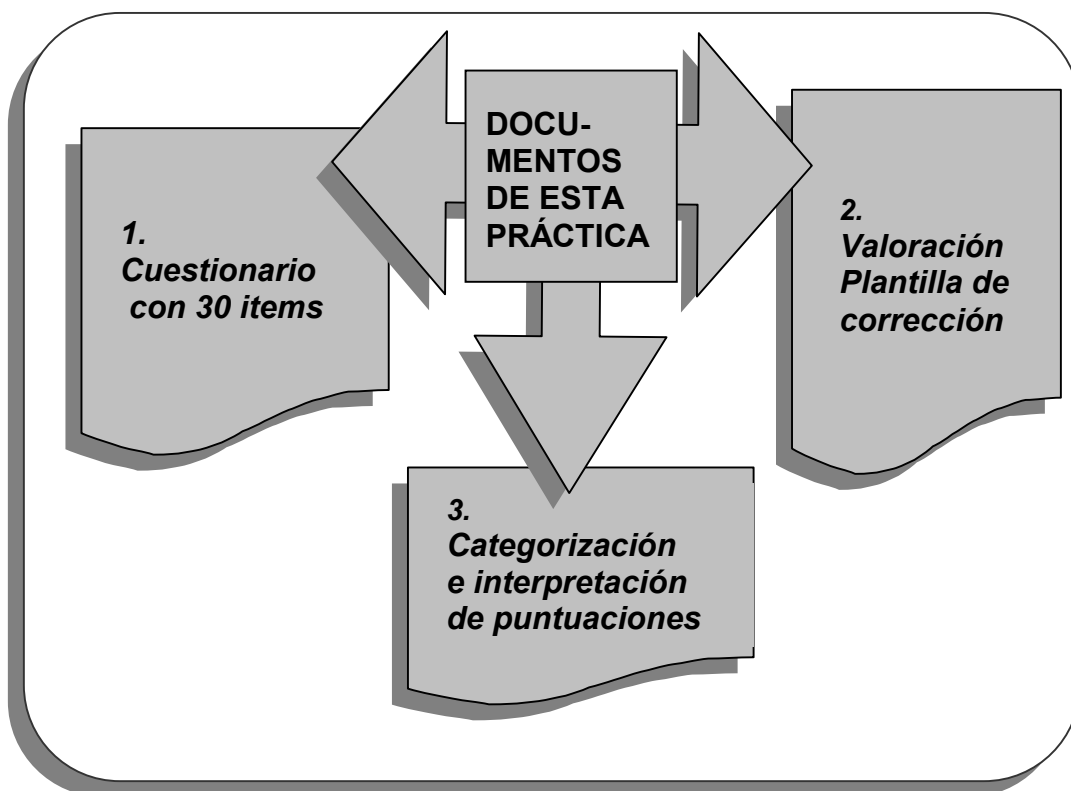 DOCU-
MENTOS
DE ESTA
PRÁCTICA
1.
Cuestionario
con 30 items
2.
Valoración
Plantilla de
corrección
3.
Categorización
e interpretación
de puntuaciones